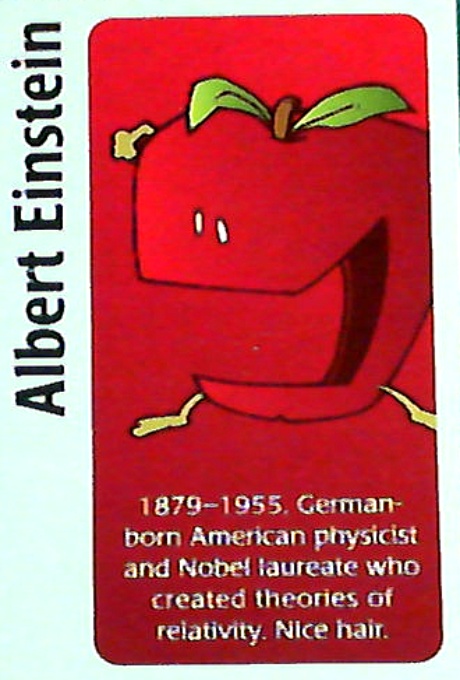 Albert Einstein
1879–1955. German-
born American physicist
and Nobel laureate who
created theories of
relativity. Nice hair.